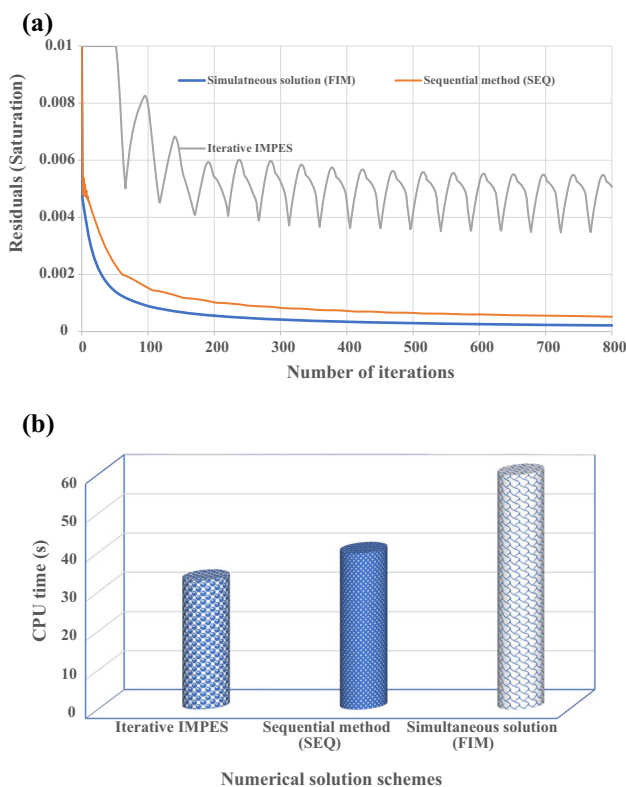 (a)
0.01
0.008
0.006
0.004
0.002
0
Residuals (Saturation)
Simulatneous solution (FIM)
Sequential method (SEQ)
Iterative IMPES
0 100 200 300 400 500 600 700 800
Number of iterations
(b)
60
50
40
30
20
10
0
CPU time (s)
Iterative IMPES
Sequential method
(SEQ)
Simultaneous solution
(FIM)
Numerical solution schemes